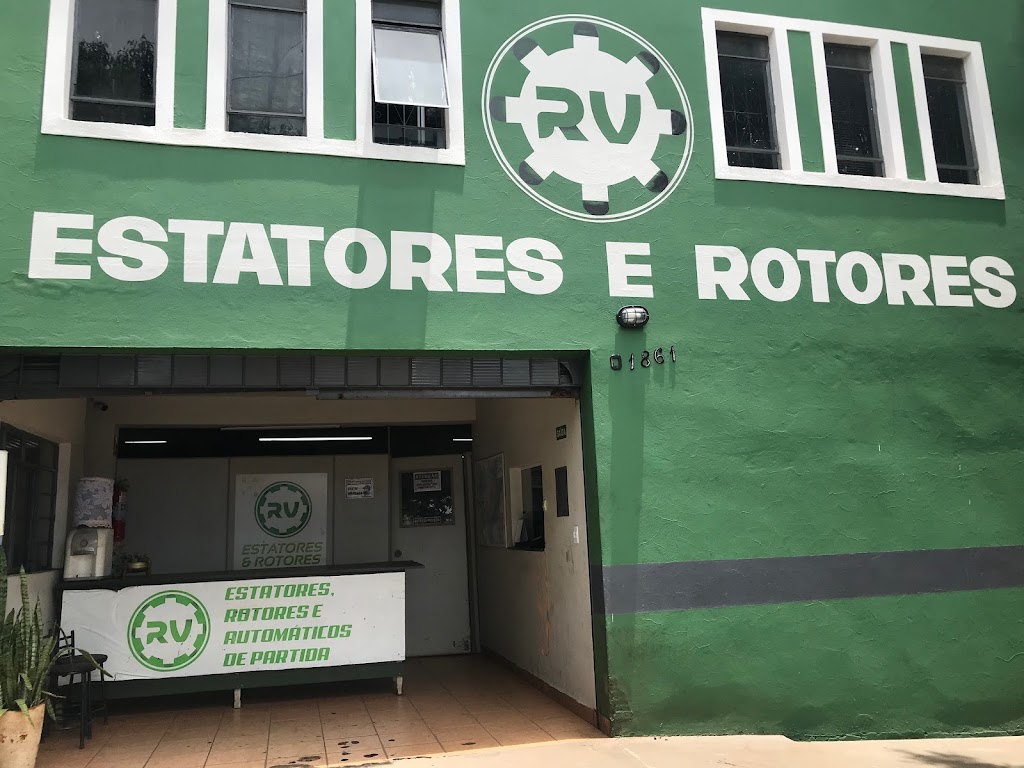 RV
ESTATORES E ROTORES
01861
RV
ESTATORES
& ROTORES
RV
ESTATORES,
ROTORES E
AUTOMÁTICOS
DE PARTIDA